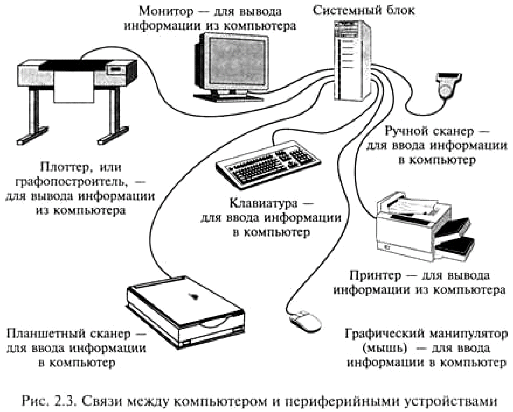 Монитор — для вывода
информации из компьютера
Системный блок
Ручной сканер —
для ввода информации
в компьютер
Плоттер, или
графопостроитель, —
для вывода информации
из компьютера
Клавиатура —
для ввода информации
в компьютер
Принтер — для вывода
информации из компьютера
Планшетный сканер —
для ввода информации
в компьютер
Графический манипулятор
(мышь) — для ввода
информации в компьютер
Рис. 2.3. Связи между компьютером и периферийными устройствами